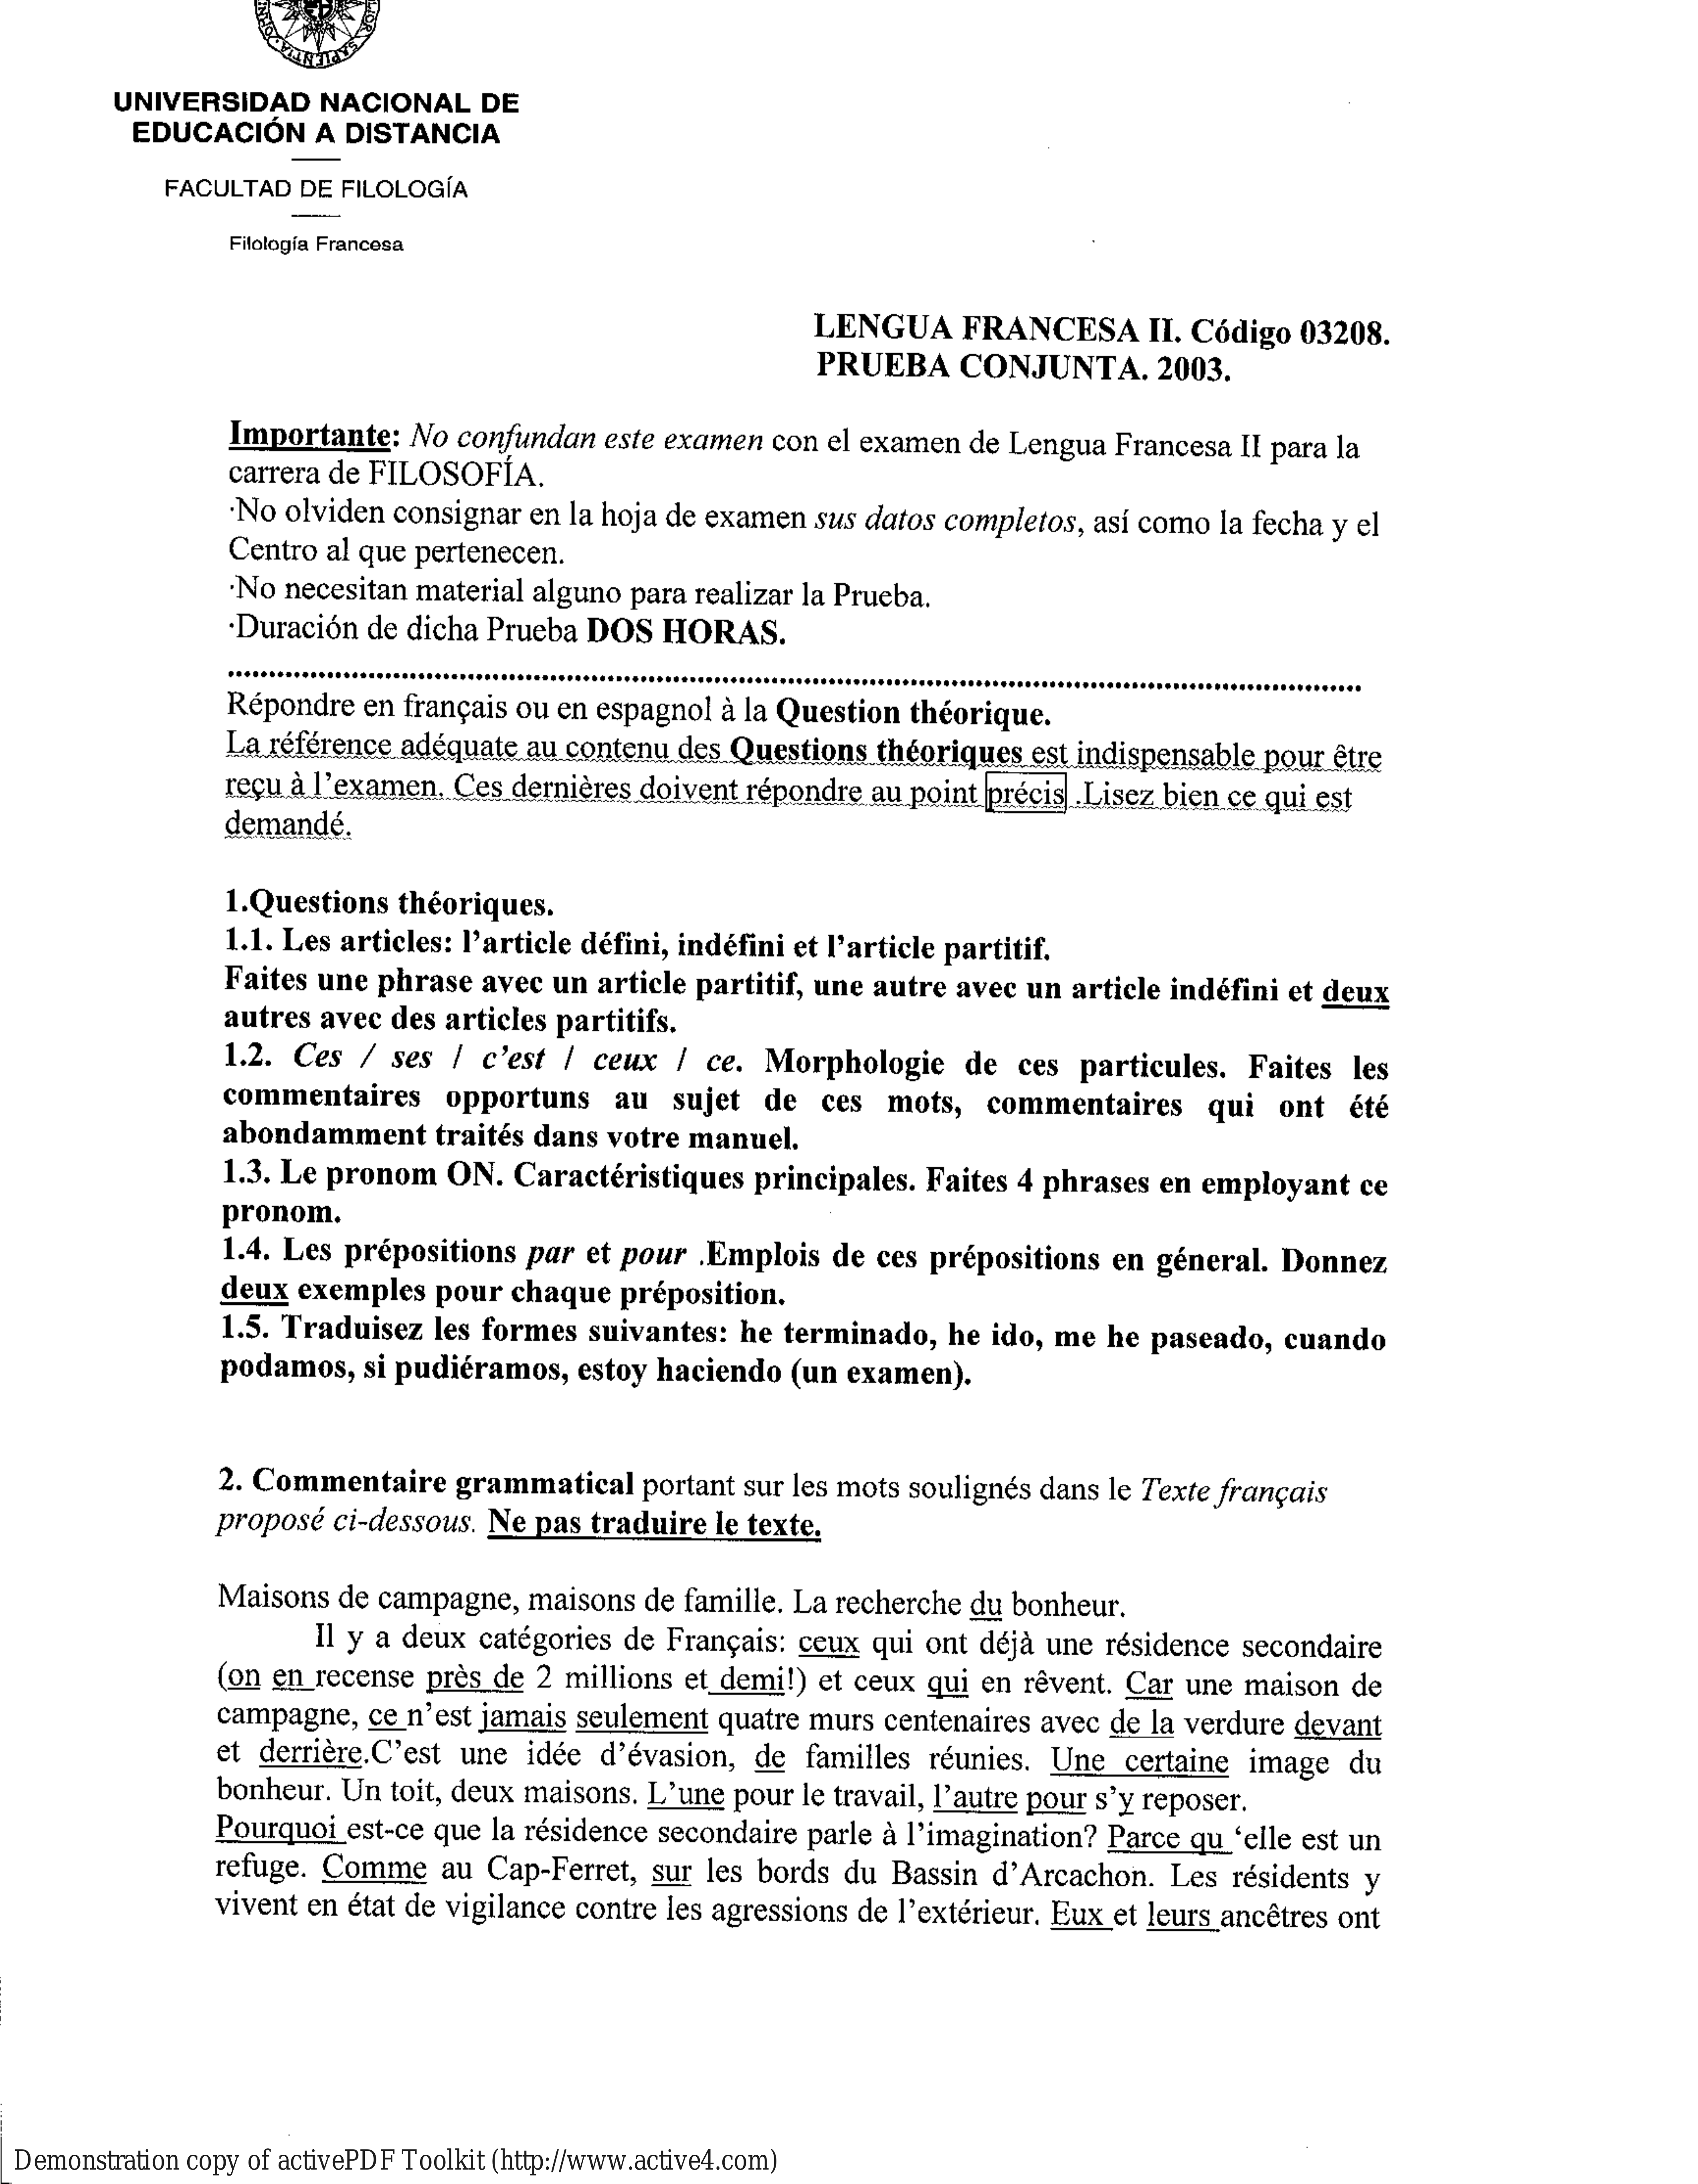 OMNI
LIOR
SAPIENTIA
UNIVERSIDAD NACIONAL DE
EDUCACIÓN A DISTANCIA
FACULTAD DE FILOLOGÍA
Filología Francesa
LENGUA FRANCESA II. Código 03208.
PRUEBA CONJUNTA. 2003.
Importante: No confundan este examen con el examen de Lengua Francesa II para la
carrera de FILOSOFÍA.
·No olviden consignar en la hoja de examen sus datos completos, así como la fecha y el
Centro al que pertenecen.
·No necesitan material alguno para realizar la Prueba.
·Duración de dicha Prueba DOS HORAS.
Répondre en français ou en espagnol à la Question théorique.
La référence adéquate au contenu des Questions théoriques est indispensable pour être
reçu à l'examen. Ces dernières doivent répondre au point précis .Lisez bien ce qui est
demandé.
1.Questions théoriques.
1.1. Les articles: l'article défini, indéfini et l'article partitif.
Faites une phrase avec un article partitif, une autre avec un article indéfini et deux
autres avec des articles partitifs.
1.2. Ces / ses / c'est / ceux / ce. Morphologie de ces particules. Faites les
commentaires opportuns au sujet de ces mots, commentaires qui ont été
abondamment traités dans votre manuel.
1.3. Le pronom ON. Caractéristiques principales. Faites 4 phrases en employant ce
pronom.
1.4. Les prépositions par et pour .Emplois de ces prépositions en géneral. Donnez
deux exemples pour chaque préposition.
1.5. Traduisez les formes suivantes: he terminado, he ido, me he paseado, cuando
podamos, si pudiéramos, estoy haciendo (un examen).
2. Commentaire grammatical portant sur les mots soulignés dans le Texte français
proposé ci-dessous. Ne pas traduire le texte.
Maisons de campagne, maisons de famille. La recherche du bonheur.
Il y a deux catégories de Français: ceux qui ont déjà une résidence secondaire
(on en recense près de 2 millions et demi!) et ceux qui en rêvent. Car une maison de
campagne, ce n'est jamais seulement quatre murs centenaires avec de la verdure devant
et derrière.C'est une idée d'évasion, de familles réunies. Une certaine image du
bonheur. Un toit, deux maisons. L'une pour le travail, l'autre pour s'y reposer.
Pourquoi est-ce que la résidence secondaire parle à l'imagination? Parce qu 'elle est un
refuge. Comme au Cap-Ferret, sur les bords du Bassin d'Arcachon. Les résidents y
vivent en état de vigilance contre les agressions de l'extérieur. Eux et leurs ancêtres ont
Demonstration copy of activePDF Toolkit (http://www.active4.com)